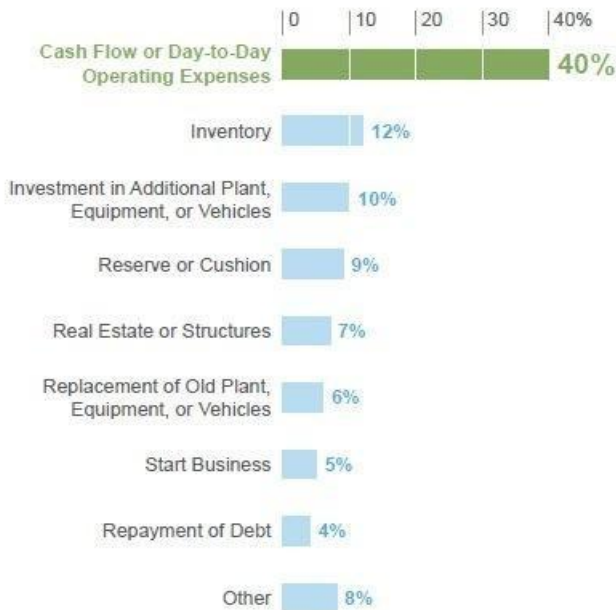 0 10 20 30 40%
Cash Flow or Day-to-Day
Operating Expenses
40%
Inventory
12%
Investment in Additional Plant,
Equipment, or Vehicles
10%
Reserve or Cushion
9%
Real Estate or Structures
7%
Replacement of Old Plant,
Equipment, or Vehicles
6%
Start Business
5%
Repayment of Debt
4%
Other
8%